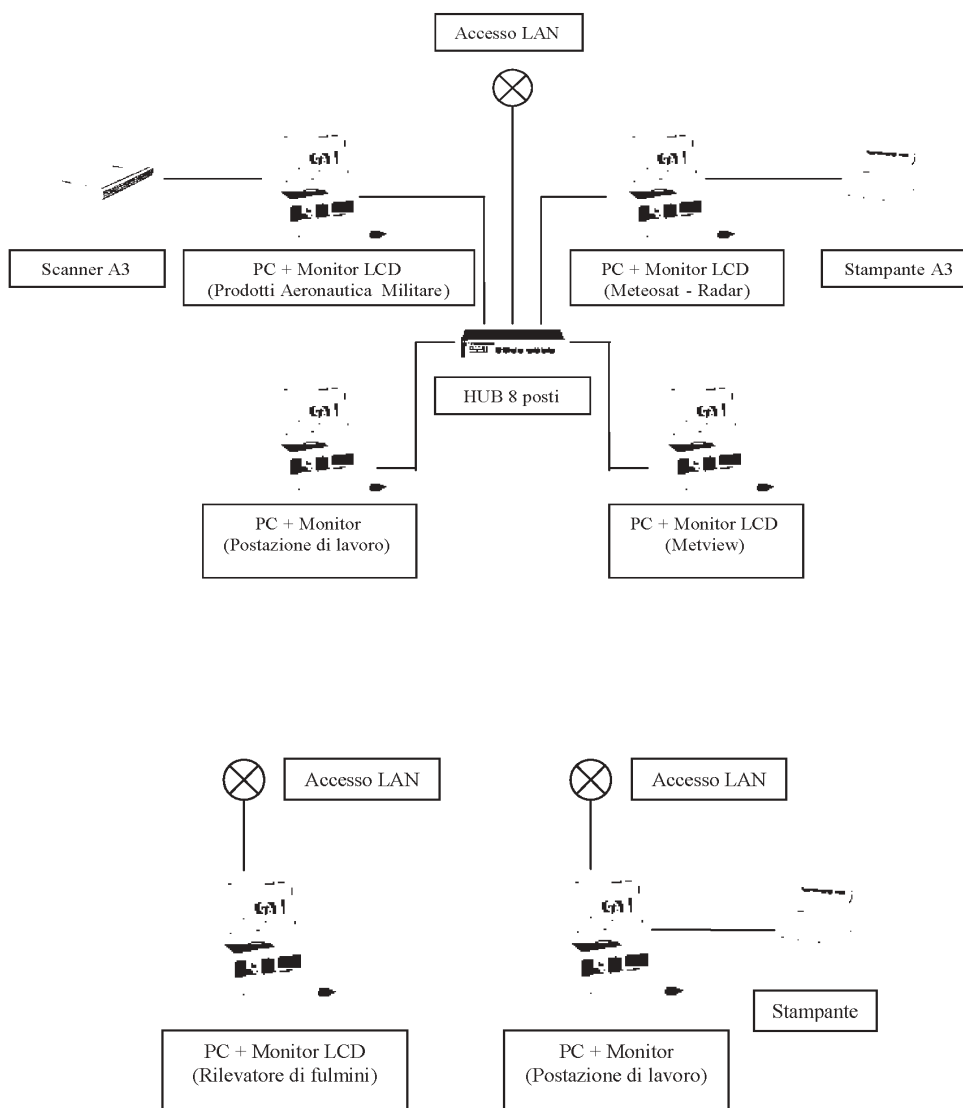 Accesso LAN
Scanner A3
PC + Monitor LCD
(Prodotti Aeronautica Militare)
PC + Monitor LCD
(Meteosat - Radar)
Stampante A3
HUB 8 posti
PC + Monitor
(Postazione di lavoro)
PC + Monitor LCD
(Metview)
Accesso LAN
Accesso LAN
Stampante
PC + Monitor LCD
(Rilevatore di fulmini)
PC + Monitor
(Postazione di lavoro)